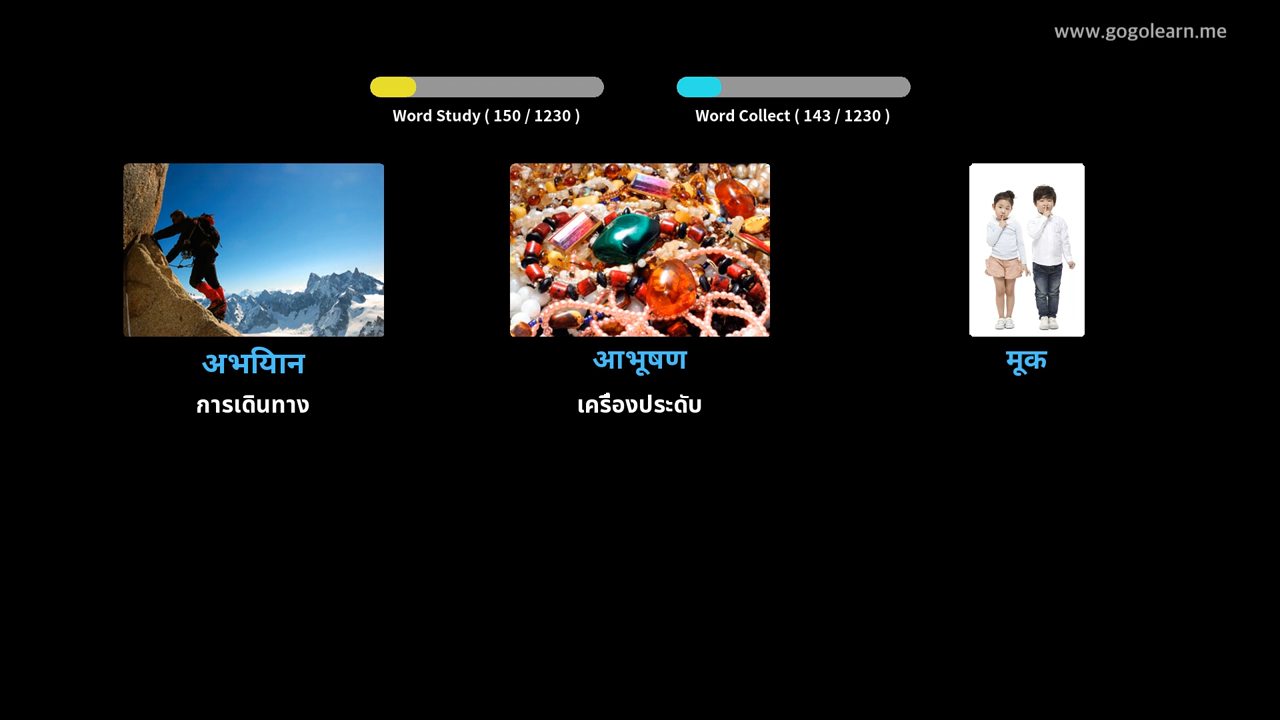 www.gogolearn.me
Word Study ( 150 / 1230 )
Word Collect ( 143 / 1230 )
अभियान
आभूषण
मूक
การเดินทาง
เครื่องประดับ